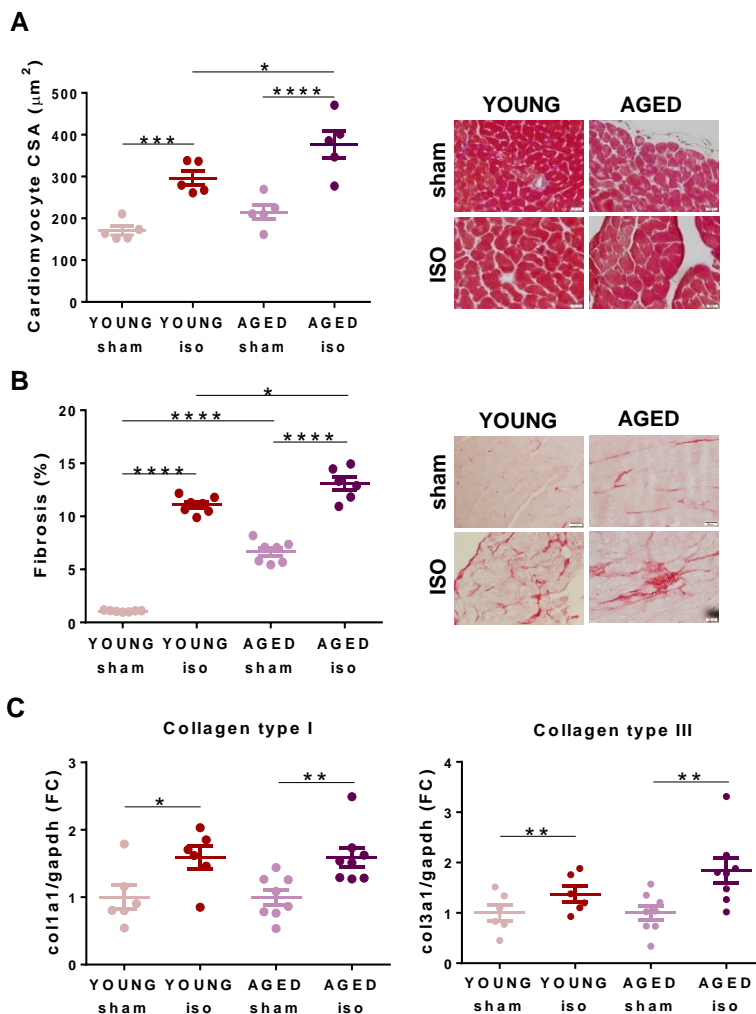 A
*
****
***
Cardiomyocyte CSA (μm²)
500
400
300
200
100
0
YOUNG sham
YOUNG iso
AGED sham
AGED iso
YOUNG AGED
sham
ISO
B
*
****
****
****
Fibrosis (%)
20
15
10
5
0
YOUNG sham
YOUNG iso
AGED sham
AGED iso
YOUNG AGED
sham
ISO
C
Collagen type I
**
*
col1a1/gapdh (FC)
3
2
1
0
YOUNG sham
YOUNG iso
AGED sham
AGED iso
Collagen type III
**
**
col3a1/gapdh (FC)
4
3
2
1
0
YOUNG sham
YOUNG iso
AGED sham
AGED iso